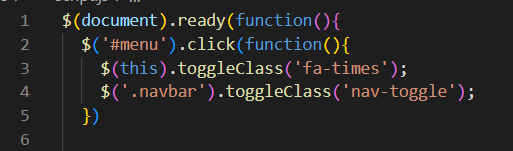 1 $(document).ready(function(){
2 $('#menu').click(function(){
3 $(this).toggleClass('fa-times');
4 $('.navbar').toggleClass('nav-toggle');
5 })
6